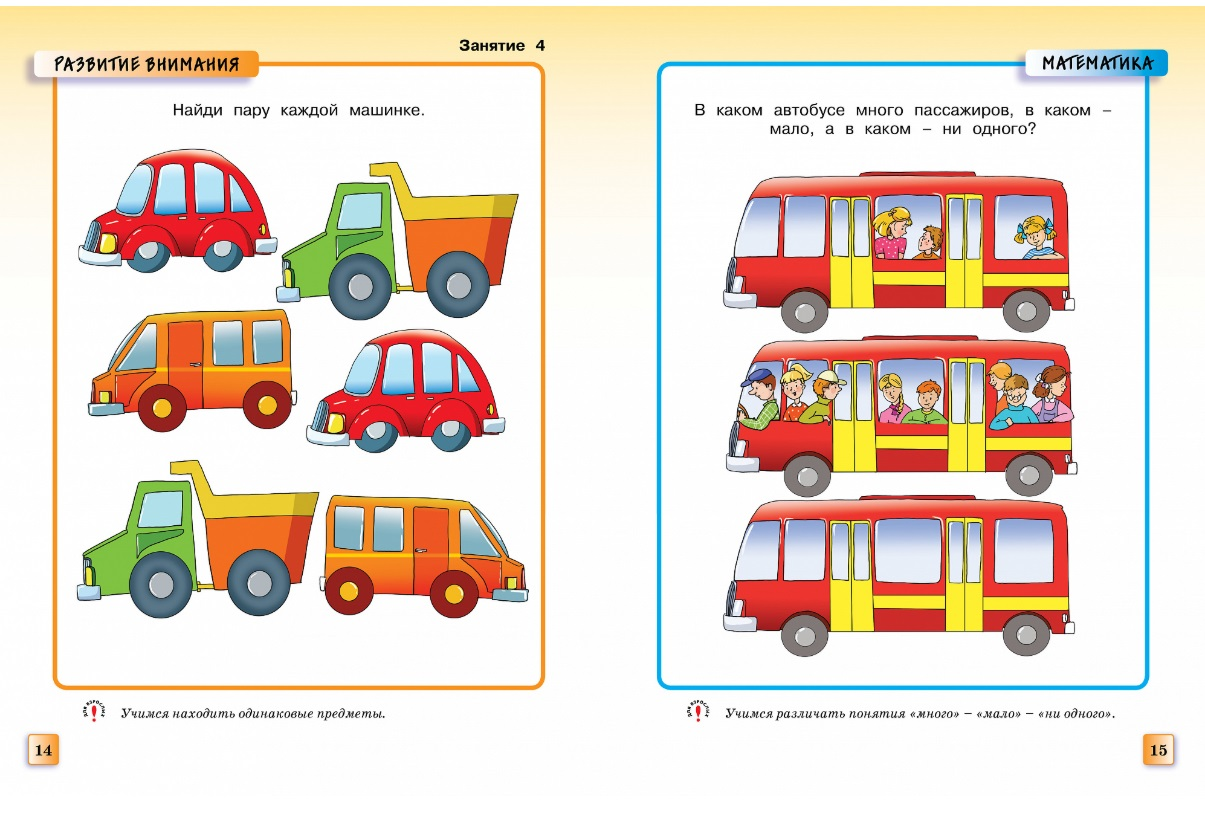 Занятие 4
РАЗВИТИЕ ВНИМАНИЯ
Найди пару каждой машинке.
Учимся находить одинаковые предметы.
14
МАТЕМАТИКА
В каком автобусе много пассажиров, в каком –
мало, а в каком – ни одного?
Учимся различать понятия «много» – «мало» – «ни одного».
15